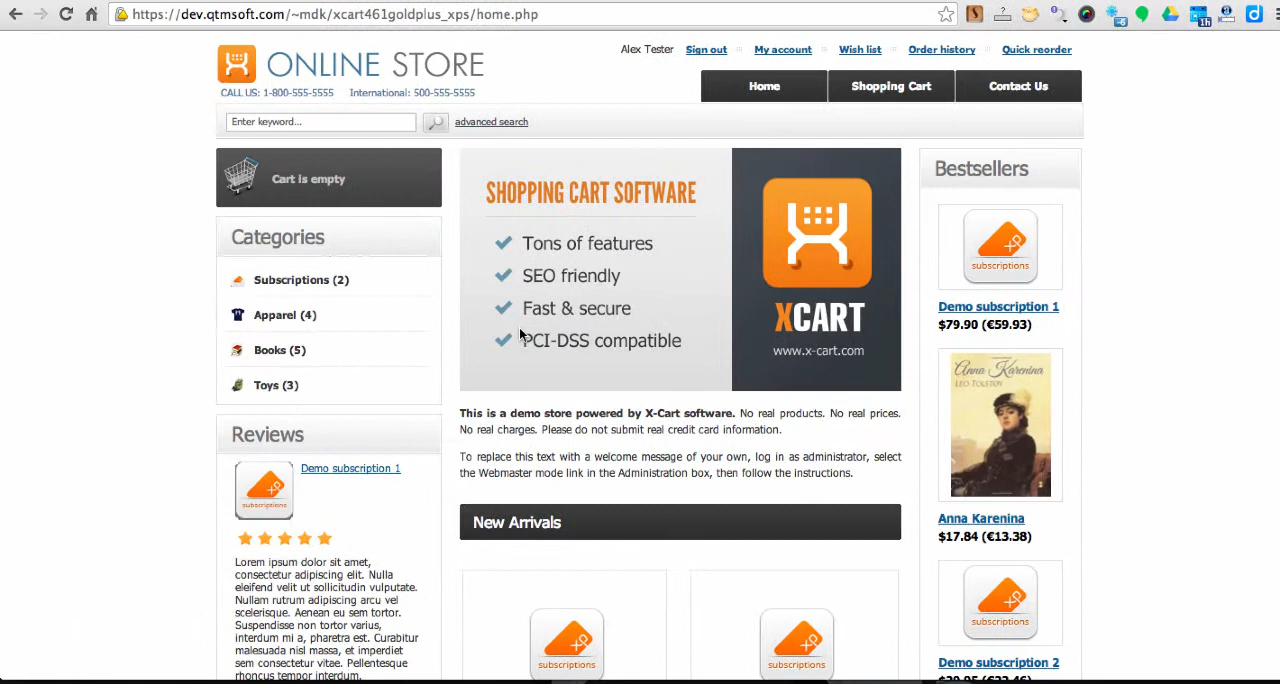 https://dev.qtmsoft.com/~mdk/xcart461goldplus_xps/home.php
ONLINE STORE
CALL US: 1-800-555-5555 International: 500-555-5555
Alex Tester Sign out My account Wish list Order history Quick reorder
Home Shopping Cart Contact Us
Enter keyword... advanced search
Cart is empty
Categories
Subscriptions (2)
Apparel (4)
Books (5)
Toys (3)
Reviews
subscriptions
Demo subscription 1
Lorem ipsum dolor sit amet,
consectetur adipiscing elit. Nulla
eleifend velit ut sollicitudin vulputate.
Nullam rutrum adipiscing arcu vel
scelerisque. Aenean eu sem tortor.
Suspendisse non tortor varius,
interdum mi a, pharetra est. Curabitur
malesuada nisl massa, et imperdiet
sem consectetur vitae. Pellentesque
rhoncus tempor interdum.
SHOPPING CART SOFTWARE
Tons of features
SEO friendly
Fast & secure
PCI-DSS compatible
XCART
www.x-cart.com
This is a demo store powered by X-Cart software. No real products. No real prices.
No real charges. Please do not submit real credit card information.
To replace this text with a welcome message of your own, log in as administrator, select
the Webmaster mode link in the Administration box, then follow the instructions.
New Arrivals
XP
subscriptions
XP
subscriptions
Bestsellers
XP
subscriptions
Demo subscription 1
$79.90 (€59.93)
Anna Karenina
LEO TOLSTOY
Anna Karenina
$17.84 (€13.38)
XP
subscriptions
Demo subscription 2